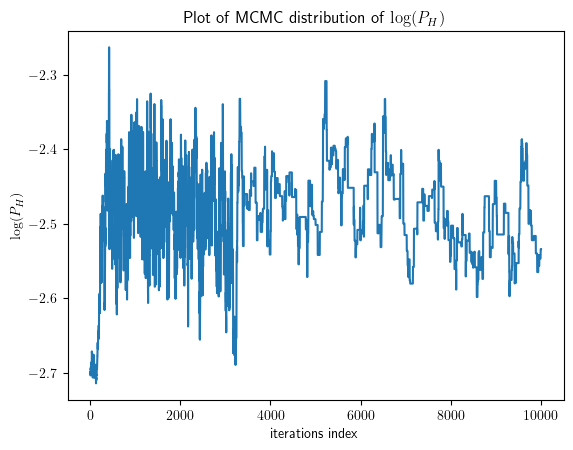 Plot of MCMC distribution of log(P_H)
log(P_H)
−2.3
−2.4
−2.5
−2.6
−2.7
0 2000 4000 6000 8000 10000
iterations index